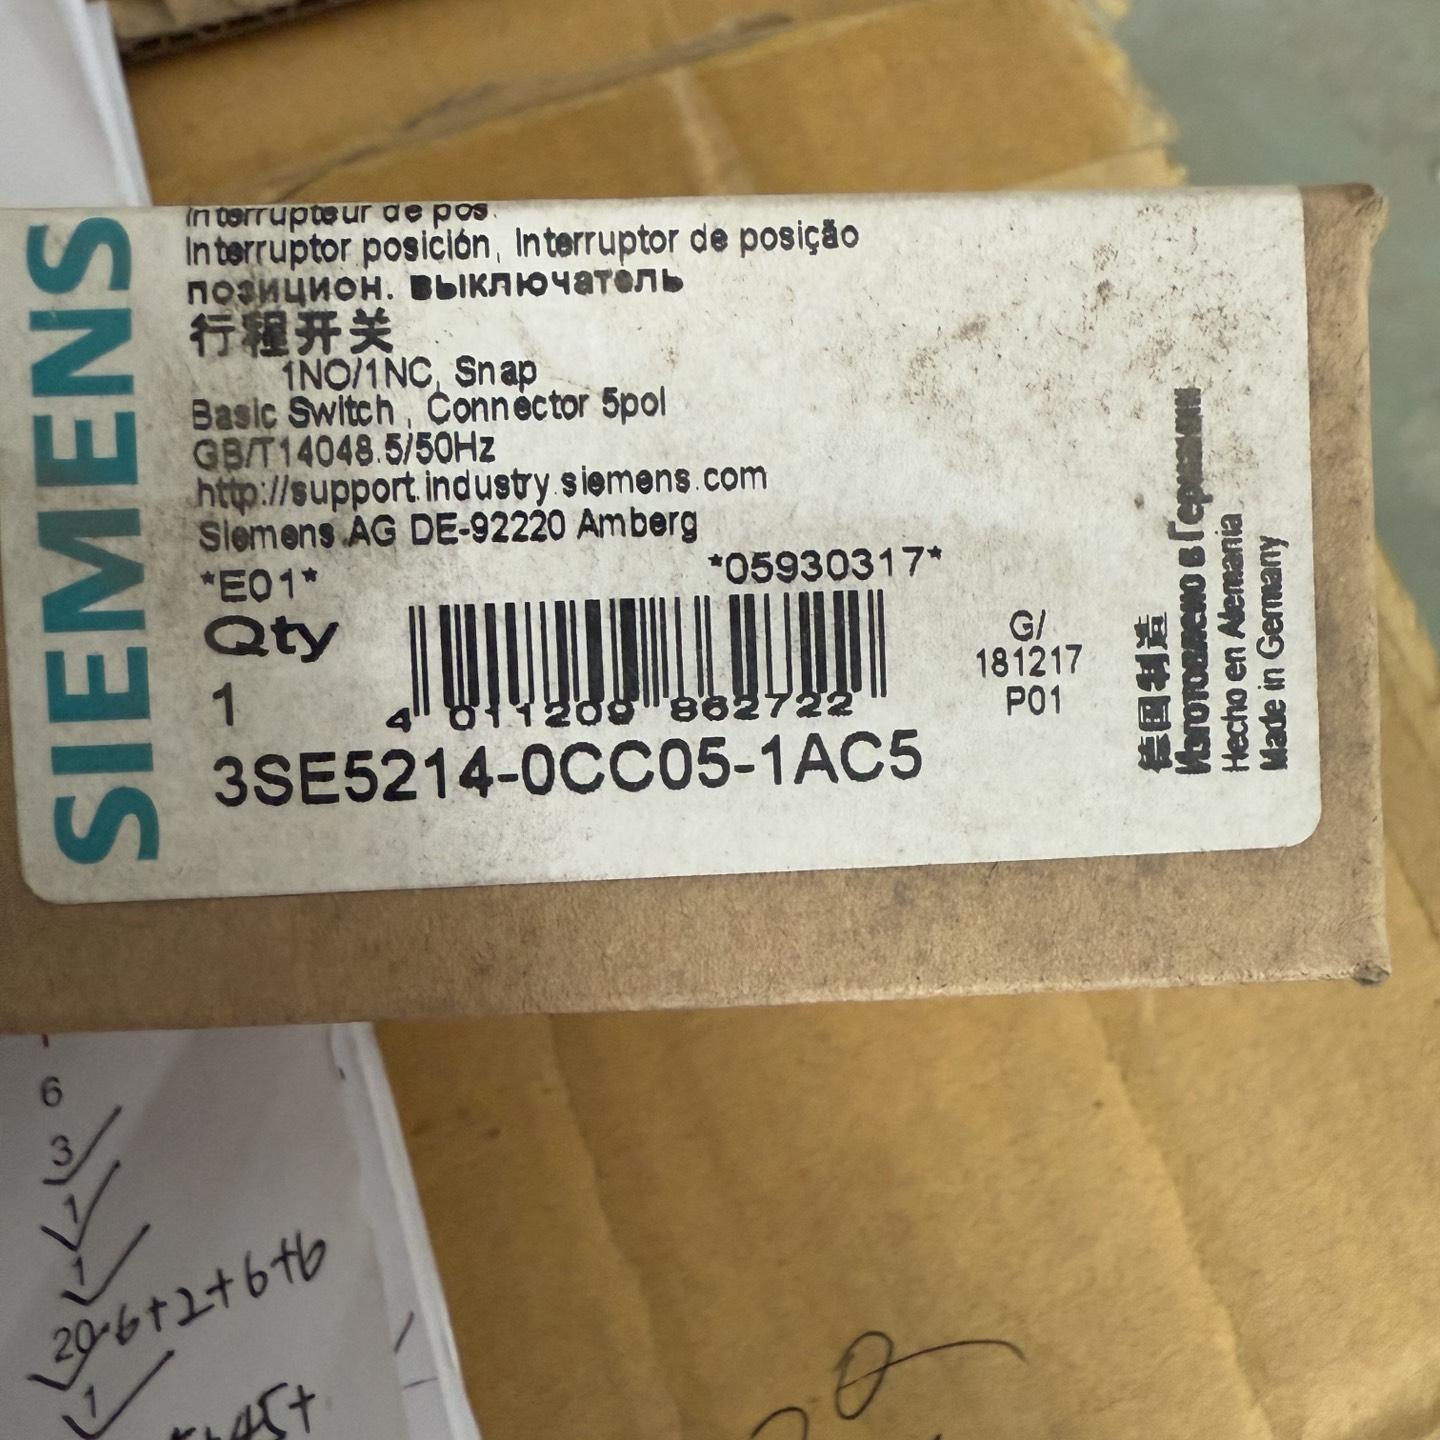 SIEMENS
Interrupteur de pos.
Interruptor posición, Interruptor de posição
позицион. выключатель
行程开关
1NO/1NC, Snap
Basic Switch, Connector 5pol
GB/T14048.5/50Hz
http://support.industry.siemens.com
Siemens AG DE-92220 Amberg
*E01* *05930317*
Qty
1
4 011209 862722
3SE5214-0CC05-1AC5
G/
181217
P01
德国制造
Изготовлено в Германии
Hecho en Alemania
Made in Germany
6
3
1
1
20 6+2+6+6
1
45+